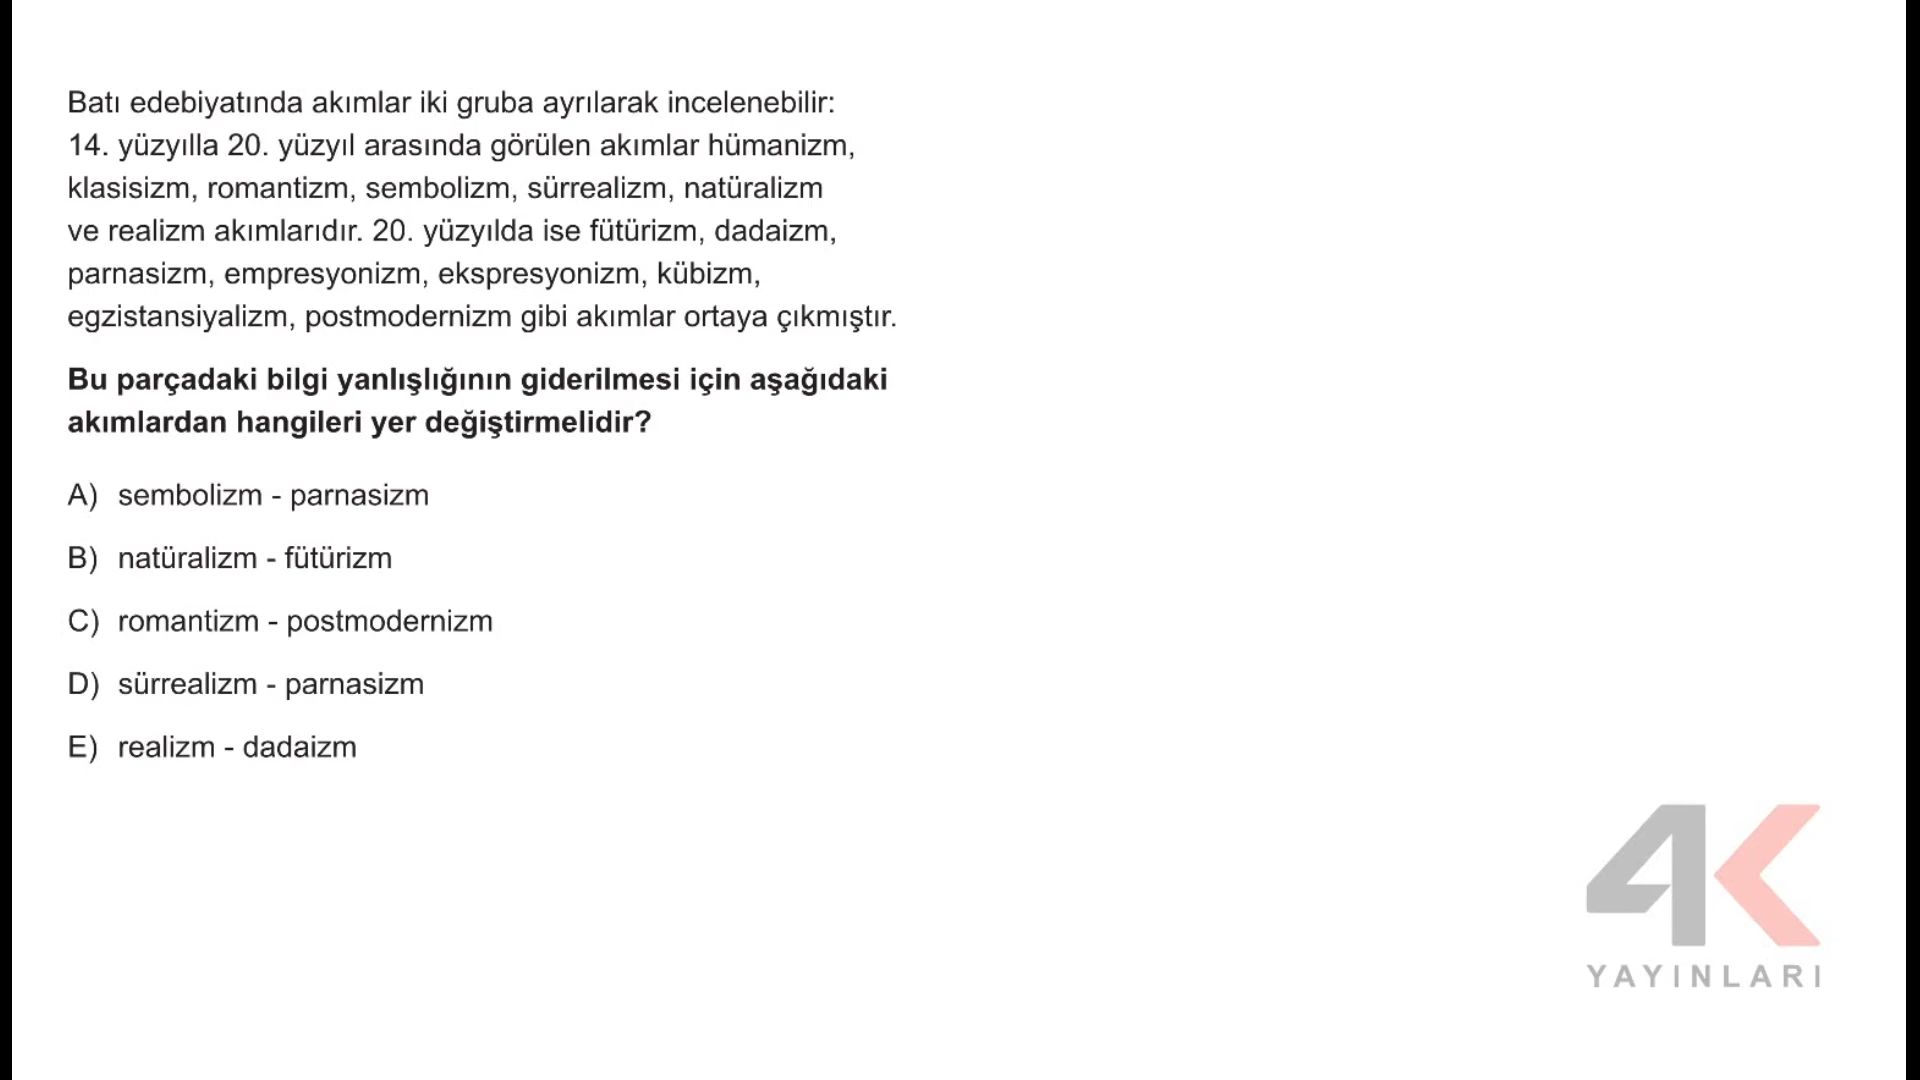 Batı edebiyatında akımlar iki gruba ayrılarak incelenebilir:
14. yüzyılla 20. yüzyıl arasında görülen akımlar hümanizm,
klasisizm, romantizm, sembolizm, sürrealizm, natüralizm
ve realizm akımlarıdır. 20. yüzyılda ise fütürizm, dadaizm,
parnasizm, empresyonizm, ekspresyonizm, kübizm,
egzistansiyalizm, postmodernizm gibi akımlar ortaya çıkmıştır.
Bu parçadaki bilgi yanlışlığının giderilmesi için aşağıdaki
akımlardan hangileri yer değiştirmelidir?
A) sembolizm - parnasizm
B) natüralizm - fütürizm
C) romantizm - postmodernizm
D) sürrealizm - parnasizm
E) realizm - dadaizm
4K
YAYINLARI